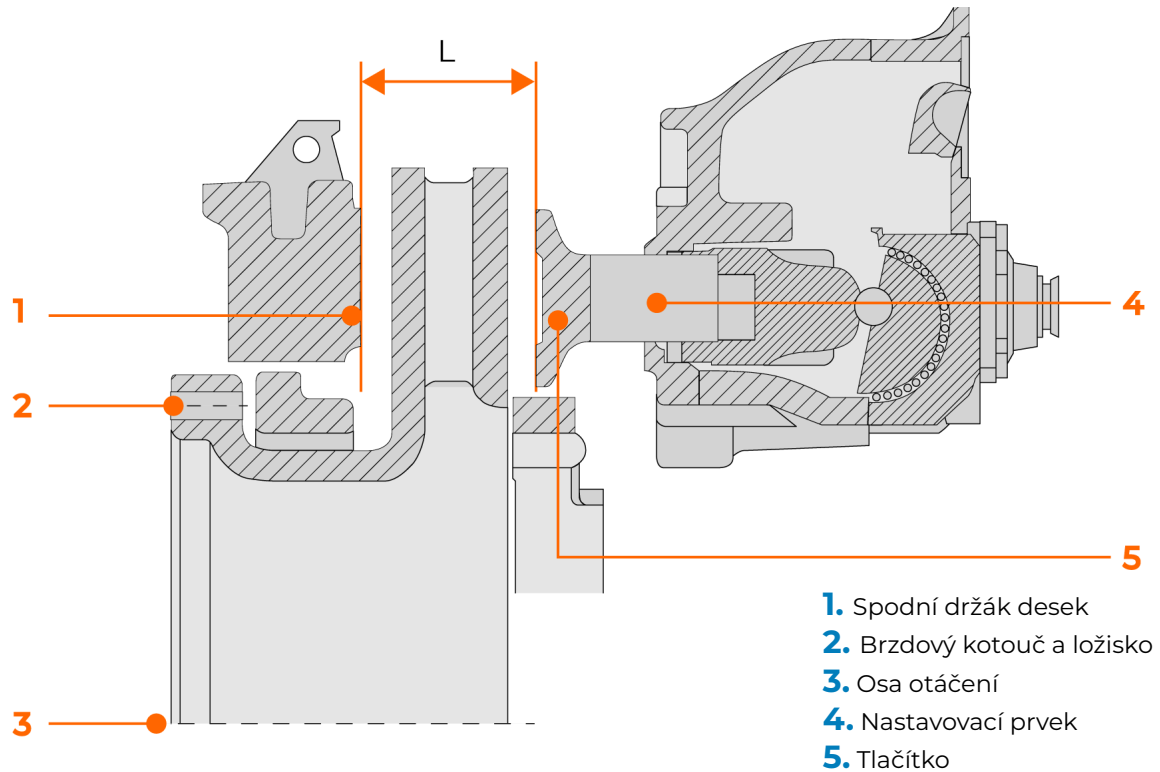 L
1
4
2
5
1. Spodní držák desek
2. Brzdový kotouč a ložisko
3. Osa otáčení
3
4. Nastavovací prvek
5. Tlačítko